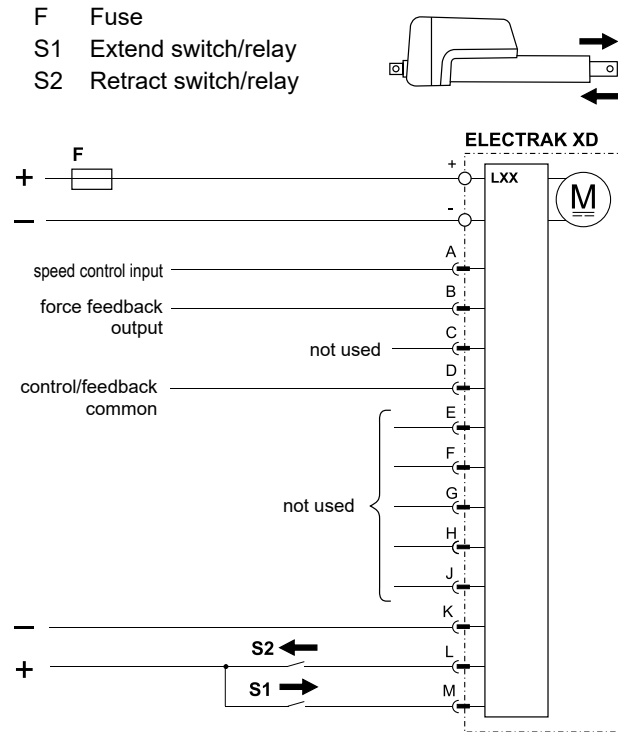 F Fuse
S1 Extend switch/relay
S2 Retract switch/relay
ELECTRAK XD
F
+
+
LXX
M
–
-
A
speed control input
B
force feedback
output
C
not used
D
control/feedback
common
E
F
G
not used
H
J
K
–
S2
L
+
S1
M